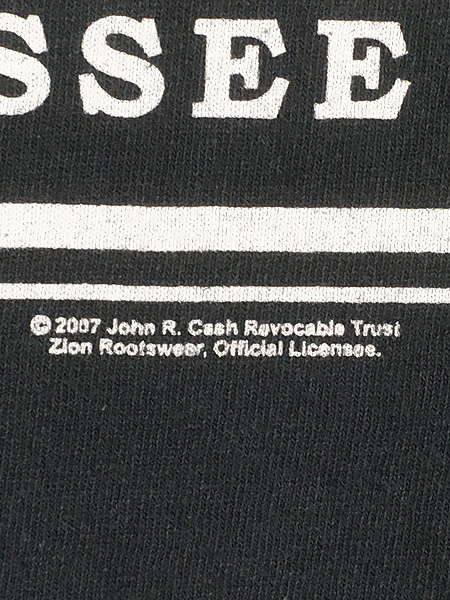 SSEE
© 2007 John R. Cash Revocable Trust
Zion Rootswear, Official Licensee.